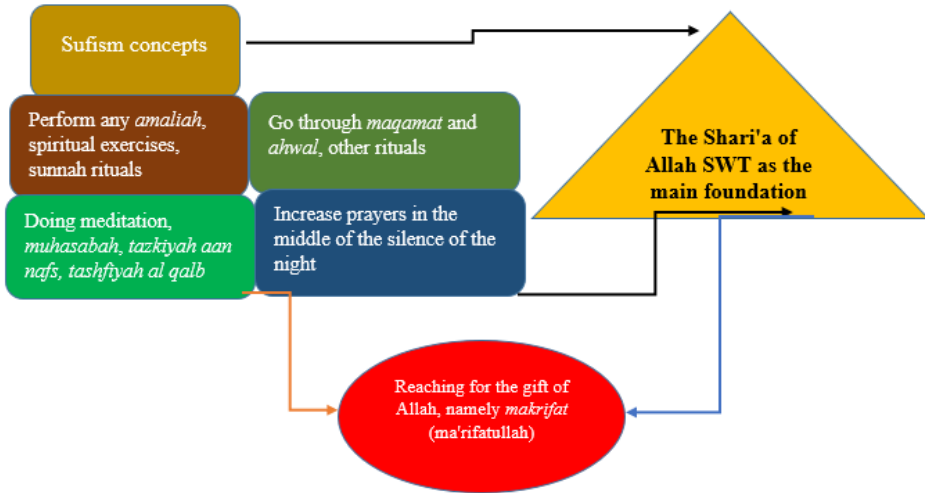 Sufism concepts
Perform any amaliah,
spiritual exercises,
sunnah rituals
Go through maqamat and
ahwal, other rituals
Doing meditation,
muhasabah, tazkiyah aan
nafs, tashfiyah al qalb
Increase prayers in the
middle of the silence of the
night
The Shari'a of
Allah SWT as the
main foundation
Reaching for the gift of
Allah, namely makrifat
(ma'rifatullah)